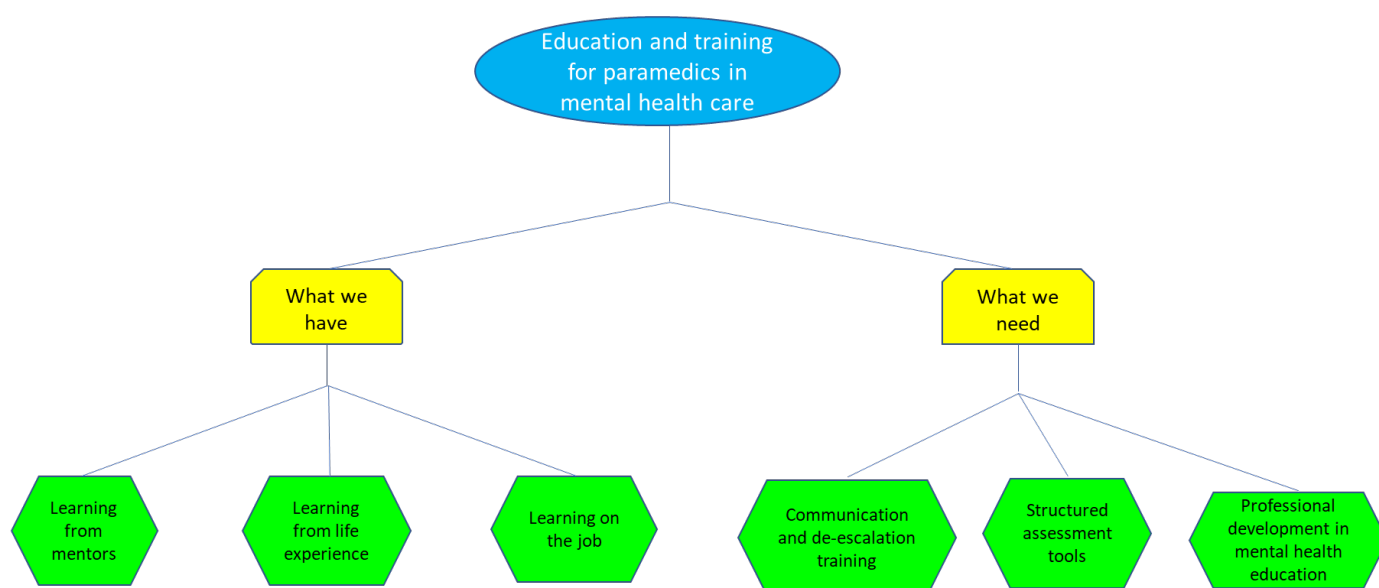 Education and training
for paramedics in
mental health care
What we
have
What we
need
Learning
from
mentors
Learning
from life
experience
Learning on
the job
Communication
and de-escalation
training
Structured
assessment
tools
Professional
development in
mental health
education